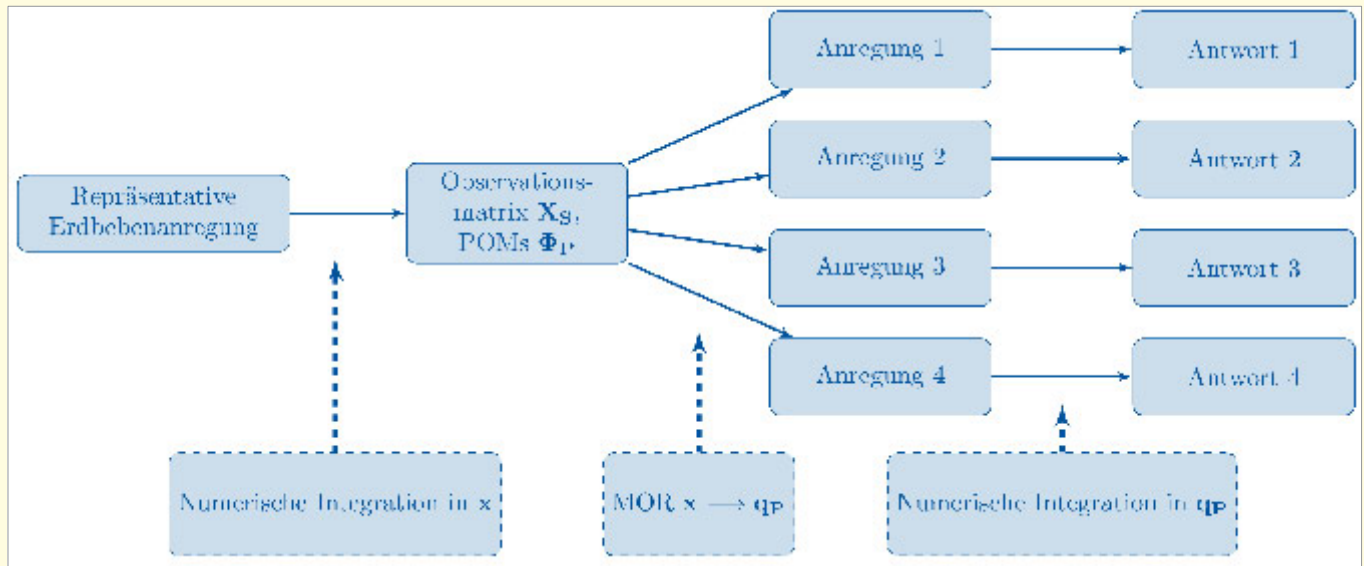 Anregung 1
Antwort 1
Anregung 2
Antwort 2
Repräsentative
Erdbebenanregung
Observations-
matrix X_S,
POMs Φ_P
Anregung 3
Antwort 3
Anregung 4
Antwort 4
Numerische Integration in x
MOR x ⟶ q_P
Numerische Integration in q_P